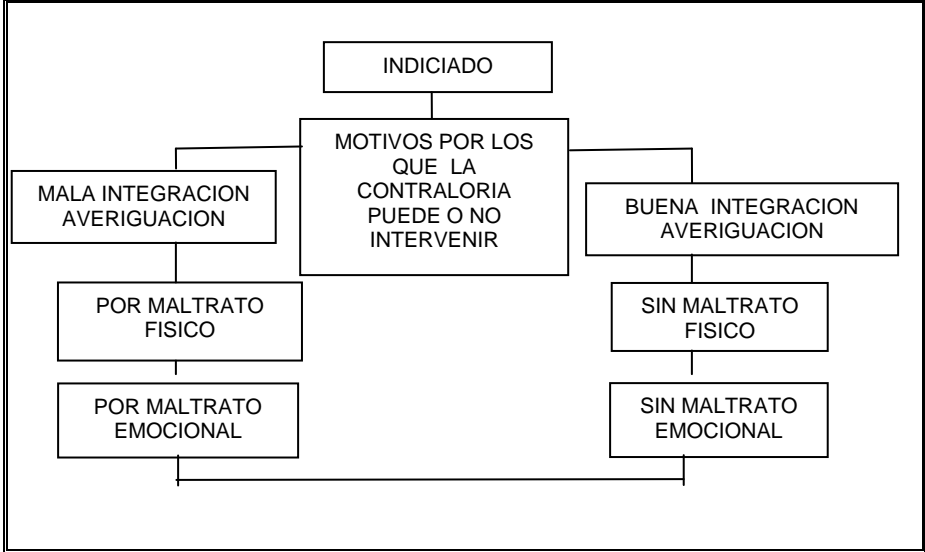 INDICIADO
MOTIVOS POR LOS
QUE LA
CONTRALORIA
PUEDE O NO
INTERVENIR
MALA INTEGRACION
AVERIGUACION
BUENA INTEGRACION
AVERIGUACION
POR MALTRATO
FISICO
SIN MALTRATO
FISICO
POR MALTRATO
EMOCIONAL
SIN MALTRATO
EMOCIONAL